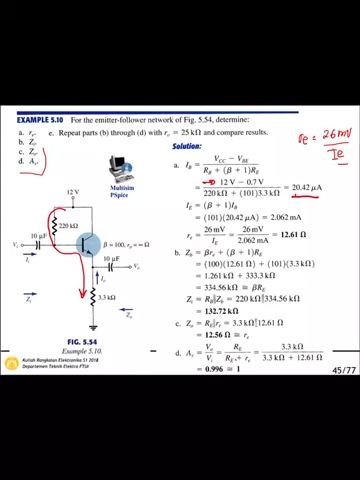 EXAMPLE 5.10 For the emitter-follower network of Fig. 5.54, determine:
a. re.
b. Zi.
c. Zo.
d. Av.
e. Repeat parts (b) through (d) with ro = 25 kΩ and compare results.
re = 26 mV / Ie
Multisim
PSpice
12 V
220 kΩ
10 µF
Vi
Ii
β = 100, ro = ∞ Ω
10 µF
Vo
Io
Zi
3.3 kΩ
Zo
FIG. 5.54
Example 5.10.
Solution:
a. IB = (VCC − VBE) / (RB + (β + 1)RE)
= (12 V − 0.7 V) / (220 kΩ + (101)3.3 kΩ) = 20.42 µA
IE = (β + 1)IB
= (101)(20.42 µA) = 2.062 mA
re = 26 mV / IE = 26 mV / 2.062 mA = 12.61 Ω
b. Zb = βre + (β + 1)RE
= (100)(12.61 Ω) + (101)(3.3 kΩ)
= 1.261 kΩ + 333.3 kΩ
= 334.56 kΩ ≅ βRE
Zi = RB∥Zb = 220 kΩ∥334.56 kΩ
= 132.72 kΩ
c. Zo = RE∥re = 3.3 kΩ∥12.61 Ω
= 12.56 Ω ≅ re
d. Av = Vo / Vi = RE / (RE + re) = 3.3 kΩ / (3.3 kΩ + 12.61 Ω)
= 0.996 ≅ 1
Kuliah Rangkaian Elektronika S1 2018
Departemen Teknik Elektro FTUI
45/77